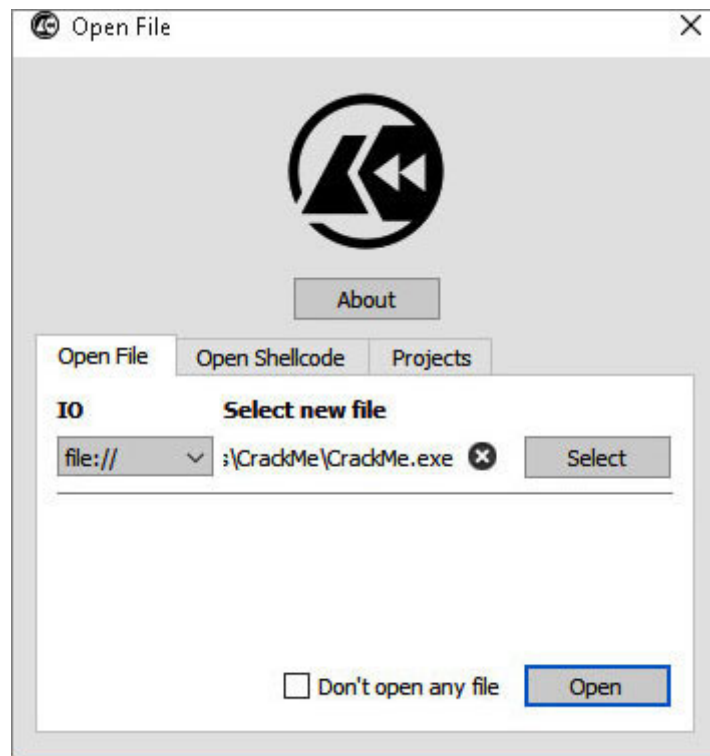 Open File
About
Open File Open Shellcode Projects
IO Select new file
file:// s\CrackMe\CrackMe.exe Select
Don't open any file Open